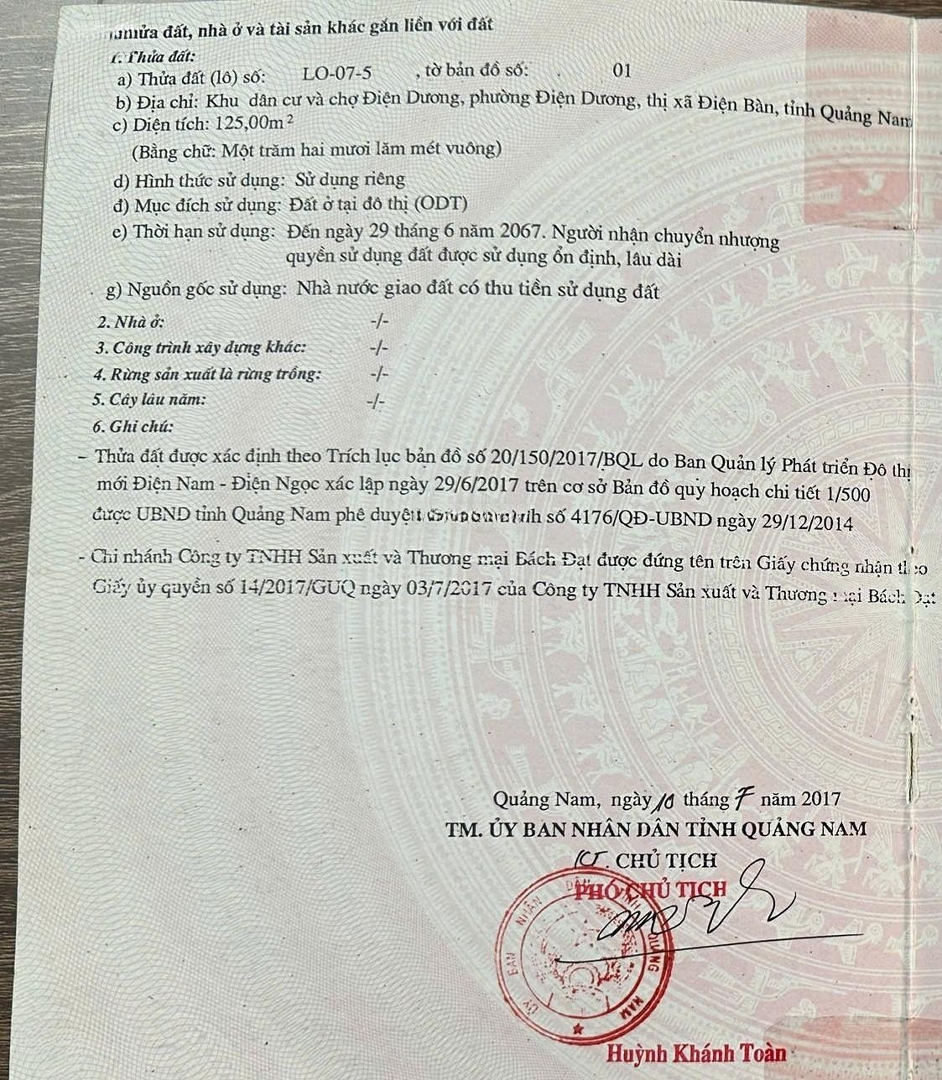 thửa đất, nhà ở và tài sản khác gắn liền với đất
1. Thửa đất:
a) Thửa đất (lô) số: LO-07-5 , tờ bản đồ số: 01
b) Địa chỉ: Khu dân cư và chợ Điện Dương, phường Điện Dương, thị xã Điện Bàn, tỉnh Quảng Nam
c) Diện tích: 125,00m²
(Bằng chữ: Một trăm hai mươi lăm mét vuông)
d) Hình thức sử dụng: Sử dụng riêng
đ) Mục đích sử dụng: Đất ở tại đô thị (ODT)
e) Thời hạn sử dụng: Đến ngày 29 tháng 6 năm 2067. Người nhận chuyển nhượng
quyền sử dụng đất được sử dụng ổn định, lâu dài
g) Nguồn gốc sử dụng: Nhà nước giao đất có thu tiền sử dụng đất
2. Nhà ở: -/-
3. Công trình xây dựng khác: -/-
4. Rừng sản xuất là rừng trồng: -/-
5. Cây lâu năm: -/-
6. Ghi chú:
– Thửa đất được xác định theo Trích lục bản đồ số 20/150/2017/BQL do Ban Quản lý Phát triển Đô thị
mới Điện Nam - Điện Ngọc xác lập ngày 29/6/2017 trên cơ sở Bản đồ quy hoạch chi tiết 1/500
được UBND tỉnh Quảng Nam phê duyệt số 4176/QĐ-UBND ngày 29/12/2014
- Chi nhánh Công ty TNHH Sản xuất và Thương mại Bách Đạt được đứng tên trên Giấy chứng nhận theo
Giấy ủy quyền số 14/2017/GUQ ngày 03/7/2017 của Công ty TNHH Sản xuất và Thương mại Bách Đạt
Quảng Nam, ngày 10 tháng 7 năm 2017
TM. ỦY BAN NHÂN DÂN TỈNH QUẢNG NAM
KT. CHỦ TỊCH
PHÓ CHỦ TỊCH
ỦY BAN NHÂN DÂN TỈNH QUẢNG NAM
Huỳnh Khánh Toàn